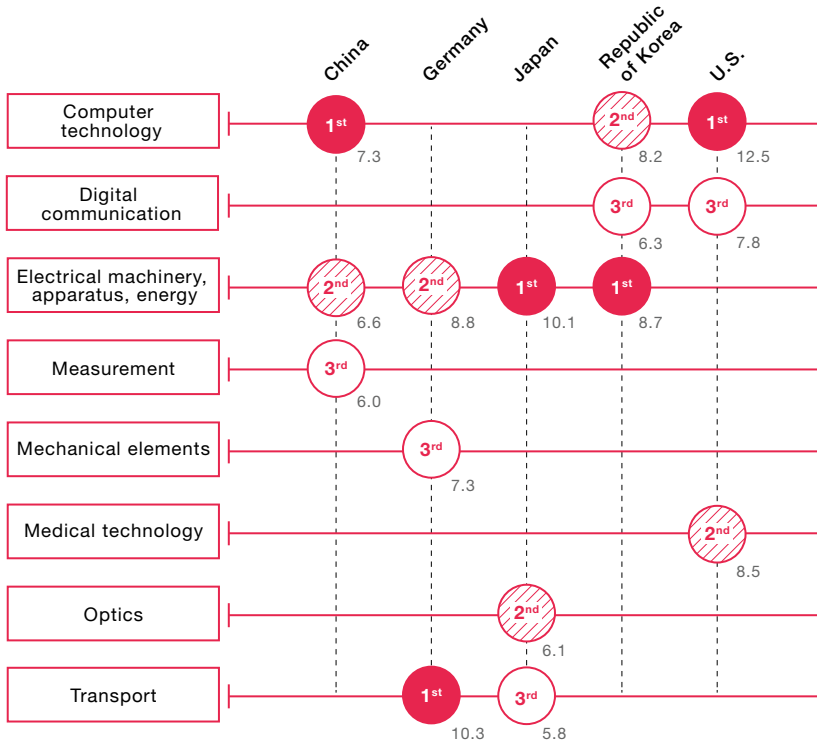 China
Germany
Japan
Republic
of Korea
U.S.
Computer
technology
1st
7.3
2nd
8.2
1st
12.5
Digital
communication
3rd
6.3
3rd
7.8
Electrical machinery,
apparatus, energy
2nd
6.6
2nd
8.8
1st
10.1
1st
8.7
Measurement
3rd
6.0
Mechanical elements
3rd
7.3
Medical technology
2nd
8.5
Optics
2nd
6.1
Transport
1st
10.3
3rd
5.8